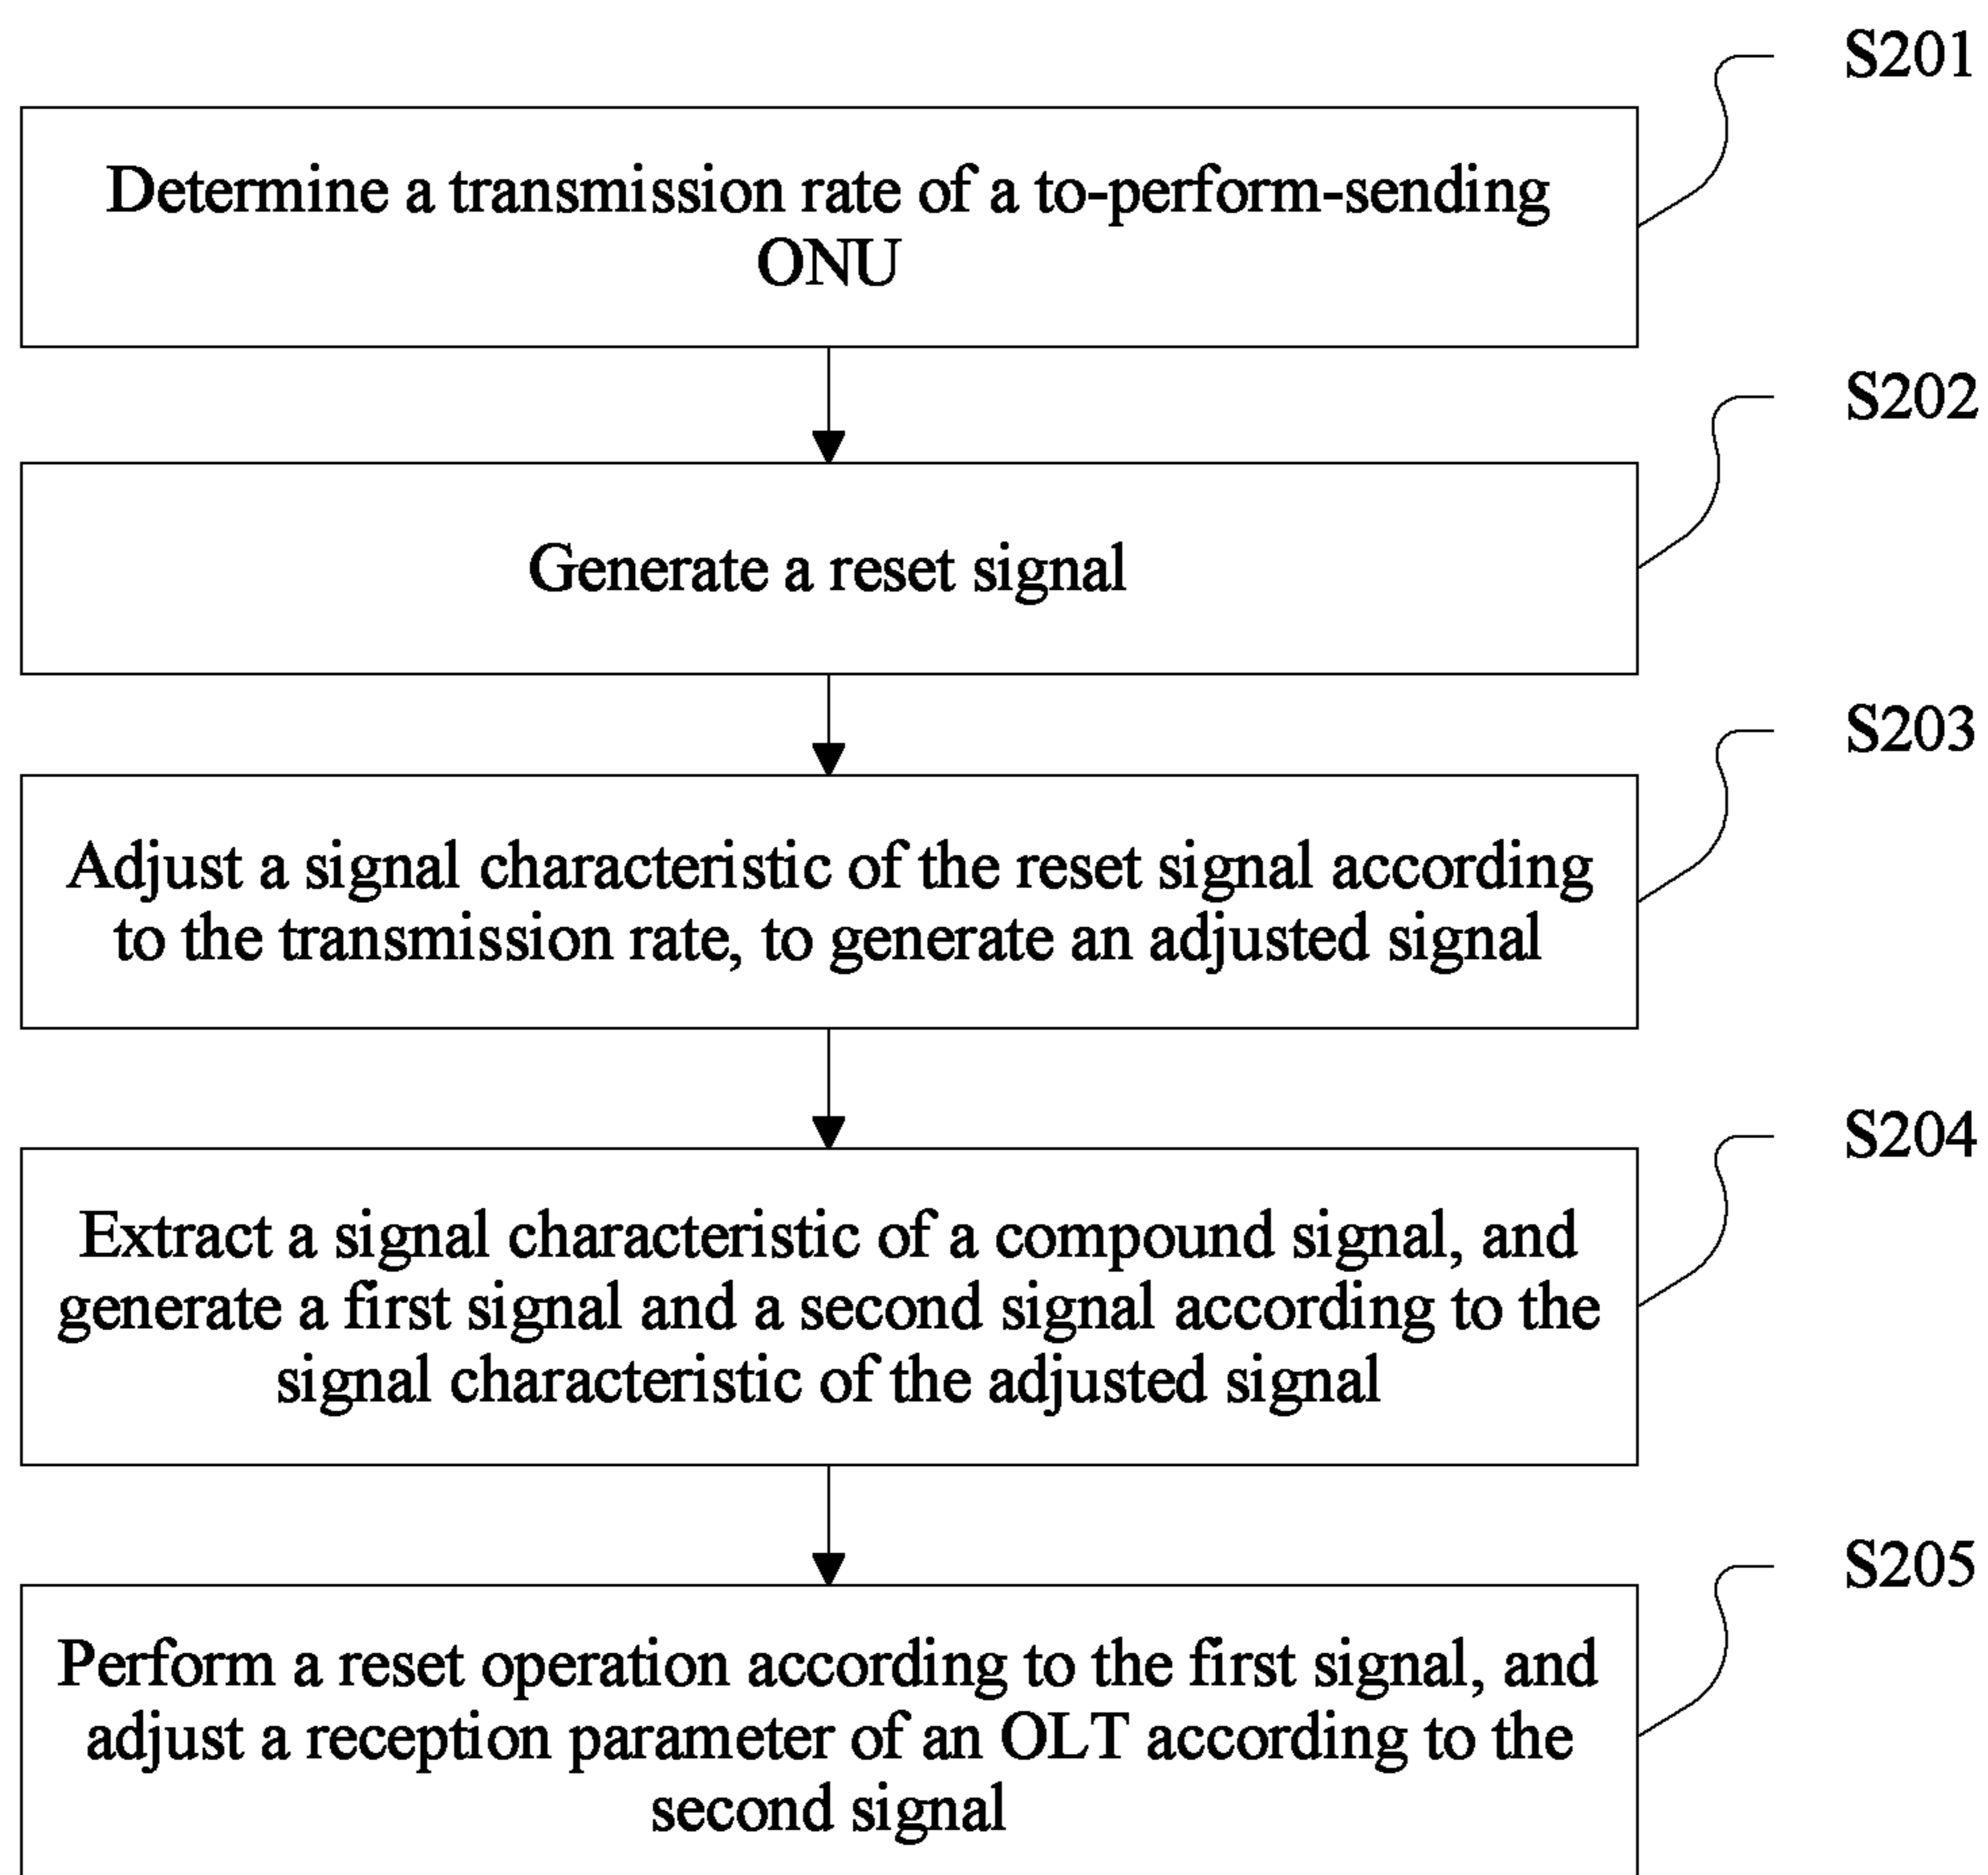 S201
Determine a transmission rate of a to-perform-sending
ONU
S202
Generate a reset signal
S203
Adjust a signal characteristic of the reset signal according
to the transmission rate, to generate an adjusted signal
S204
Extract a signal characteristic of a compound signal, and
generate a first signal and a second signal according to the
signal characteristic of the adjusted signal
S205
Perform a reset operation according to the first signal, and
adjust a reception parameter of an OLT according to the
second signal